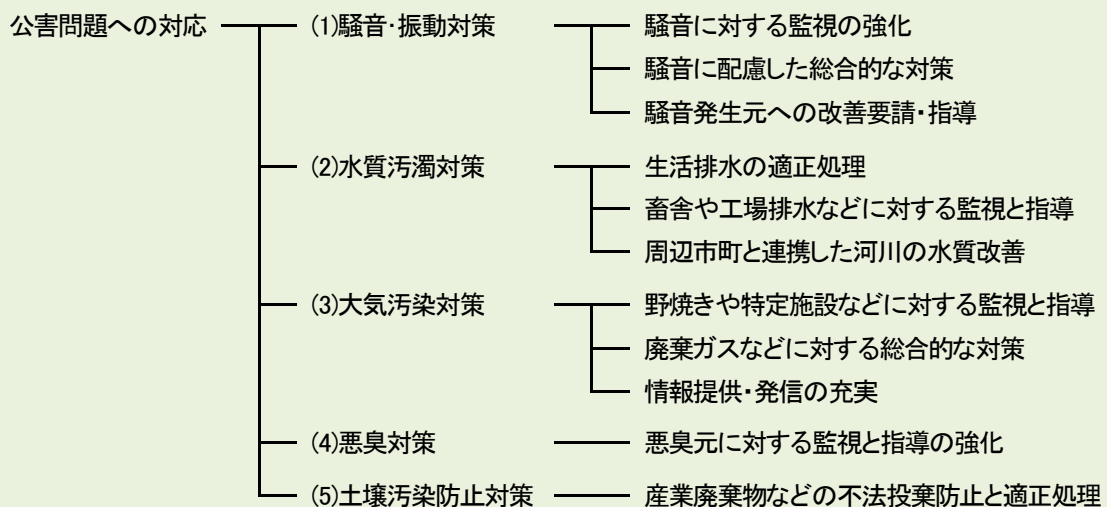 公害問題への対応 (1)騒音・振動対策 騒音に対する監視の強化
騒音に配慮した総合的な対策
騒音発生元への改善要請・指導
(2)水質汚濁対策 生活排水の適正処理
畜舎や工場排水などに対する監視と指導
周辺市町と連携した河川の水質改善
(3)大気汚染対策 野焼きや特定施設などに対する監視と指導
廃棄ガスなどに対する総合的な対策
情報提供・発信の充実
(4)悪臭対策 悪臭元に対する監視と指導の強化
(5)土壌汚染防止対策 産業廃棄物などの不法投棄防止と適正処理